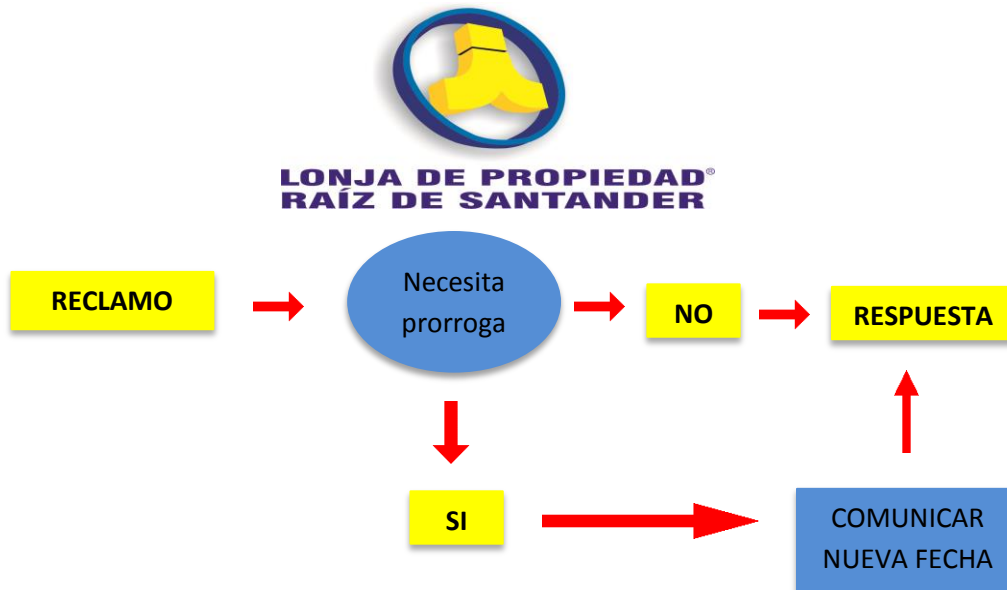 LONJA DE PROPIEDAD®
RAÍZ DE SANTANDER
RECLAMO
Necesita
prorroga
NO
RESPUESTA
SI
COMUNICAR
NUEVA FECHA